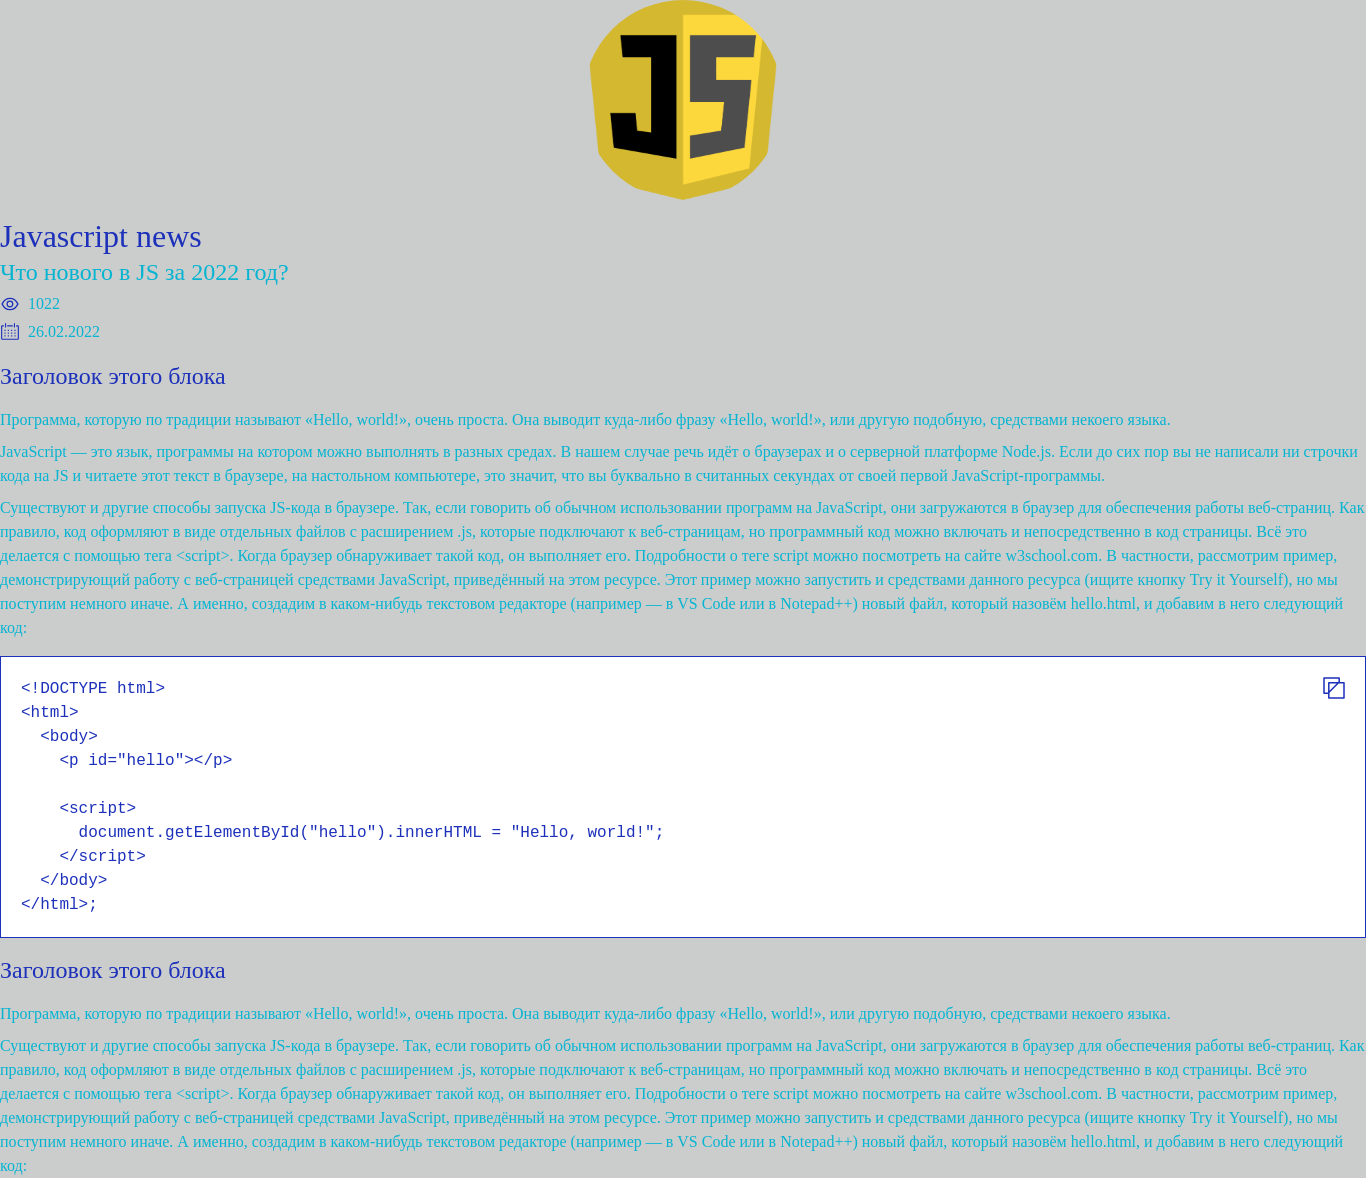 JS
Javascript news
Что нового в JS за 2022 год?
1022
26.02.2022
Заголовок этого блока
Программа, которую по традиции называют «Hello, world!», очень проста. Она выводит куда-либо фразу «Hello, world!», или другую подобную, средствами некоего языка.
JavaScript — это язык, программы на котором можно выполнять в разных средах. В нашем случае речь идёт о браузерах и о серверной платформе Node.js. Если до сих пор вы не написали ни строчки
кода на JS и читаете этот текст в браузере, на настольном компьютере, это значит, что вы буквально в считанных секундах от своей первой JavaScript-программы.
Существуют и другие способы запуска JS-кода в браузере. Так, если говорить об обычном использовании программ на JavaScript, они загружаются в браузер для обеспечения работы веб-страниц. Как
правило, код оформляют в виде отдельных файлов с расширением .js, которые подключают к веб-страницам, но программный код можно включать и непосредственно в код страницы. Всё это
делается с помощью тега <script>. Когда браузер обнаруживает такой код, он выполняет его. Подробности о теге script можно посмотреть на сайте w3school.com. В частности, рассмотрим пример,
демонстрирующий работу с веб-страницей средствами JavaScript, приведённый на этом ресурсе. Этот пример можно запустить и средствами данного ресурса (ищите кнопку Try it Yourself), но мы
поступим немного иначе. А именно, создадим в каком-нибудь текстовом редакторе (например — в VS Code или в Notepad++) новый файл, который назовём hello.html, и добавим в него следующий
код:
<!DOCTYPE html>
<html>
  <body>
    <p id="hello"></p>

    <script>
      document.getElementById("hello").innerHTML = "Hello, world!";
    </script>
  </body>
</html>;
Заголовок этого блока
Программа, которую по традиции называют «Hello, world!», очень проста. Она выводит куда-либо фразу «Hello, world!», или другую подобную, средствами некоего языка.
Существуют и другие способы запуска JS-кода в браузере. Так, если говорить об обычном использовании программ на JavaScript, они загружаются в браузер для обеспечения работы веб-страниц. Как
правило, код оформляют в виде отдельных файлов с расширением .js, которые подключают к веб-страницам, но программный код можно включать и непосредственно в код страницы. Всё это
делается с помощью тега <script>. Когда браузер обнаруживает такой код, он выполняет его. Подробности о теге script можно посмотреть на сайте w3school.com. В частности, рассмотрим пример,
демонстрирующий работу с веб-страницей средствами JavaScript, приведённый на этом ресурсе. Этот пример можно запустить и средствами данного ресурса (ищите кнопку Try it Yourself), но мы
поступим немного иначе. А именно, создадим в каком-нибудь текстовом редакторе (например — в VS Code или в Notepad++) новый файл, который назовём hello.html, и добавим в него следующий
код: